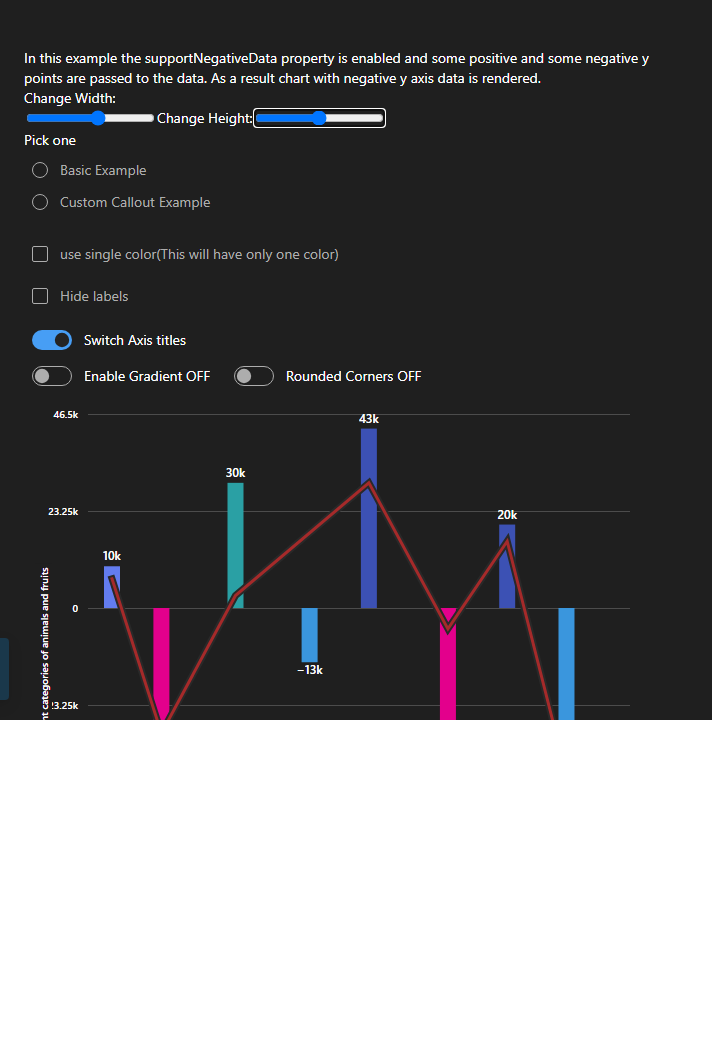 In this example the supportNegativeData property is enabled and some positive and some negative y
points are passed to the data. As a result chart with negative y axis data is rendered.
Change Width:
Change Height:
Pick one
Basic Example
Custom Callout Example
use single color(This will have only one color)
Hide labels
Switch Axis titles
Enable Gradient OFF Rounded Corners OFF
46.5k
43k
30k
23.25k
20k
10k
categories of animals and fruits
0
−13k
3.25k